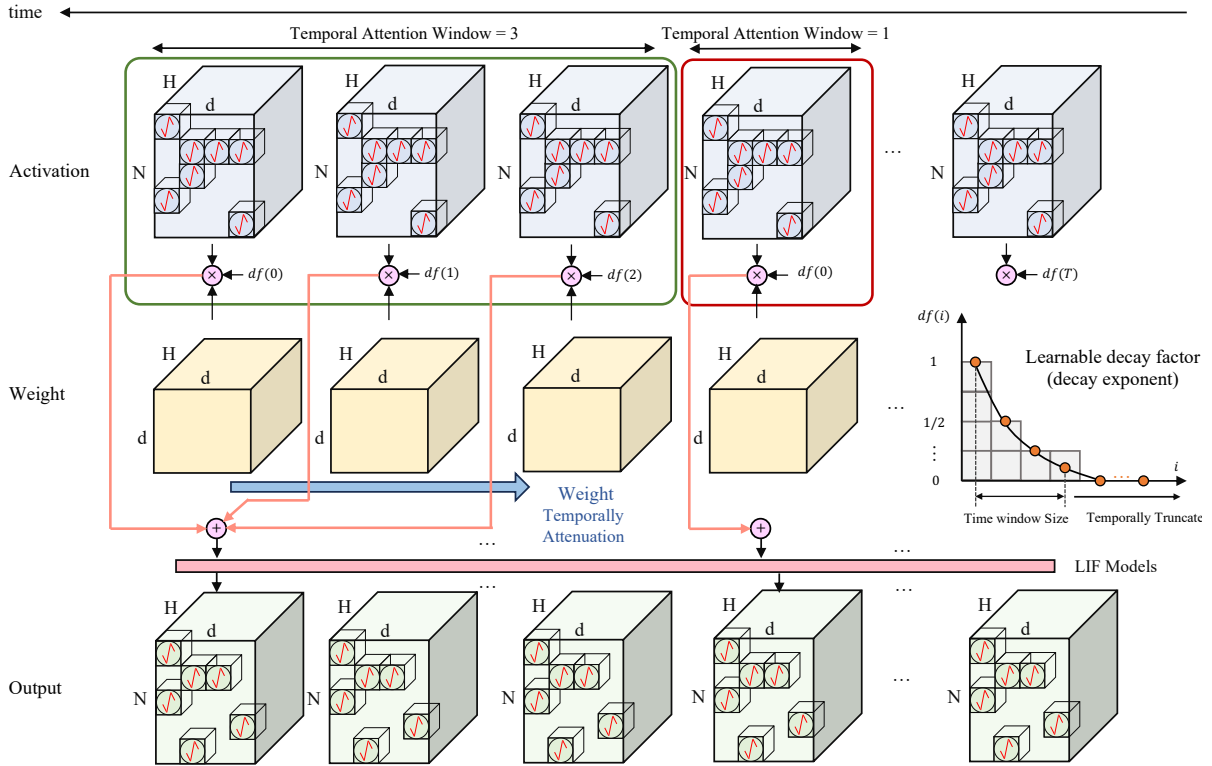 time
Temporal Attention Window = 3
Temporal Attention Window = 1
H
H
H
H
H
d
d
d
d
d
Activation
N
N
N
N
N
...
df(0)
df(1)
df(2)
df(0)
df(T)
H
H
H
H
d
d
d
d
Weight
d
d
d
d
...
df(i)
1
1/2
⋮
0
i
Learnable decay factor
(decay exponent)
...
Time window Size
Temporally Truncate
Weight
Temporally
Attenuation
...
...
LIF Models
...
...
H
H
H
H
H
d
d
d
d
d
Output
N
N
N
N
N
...